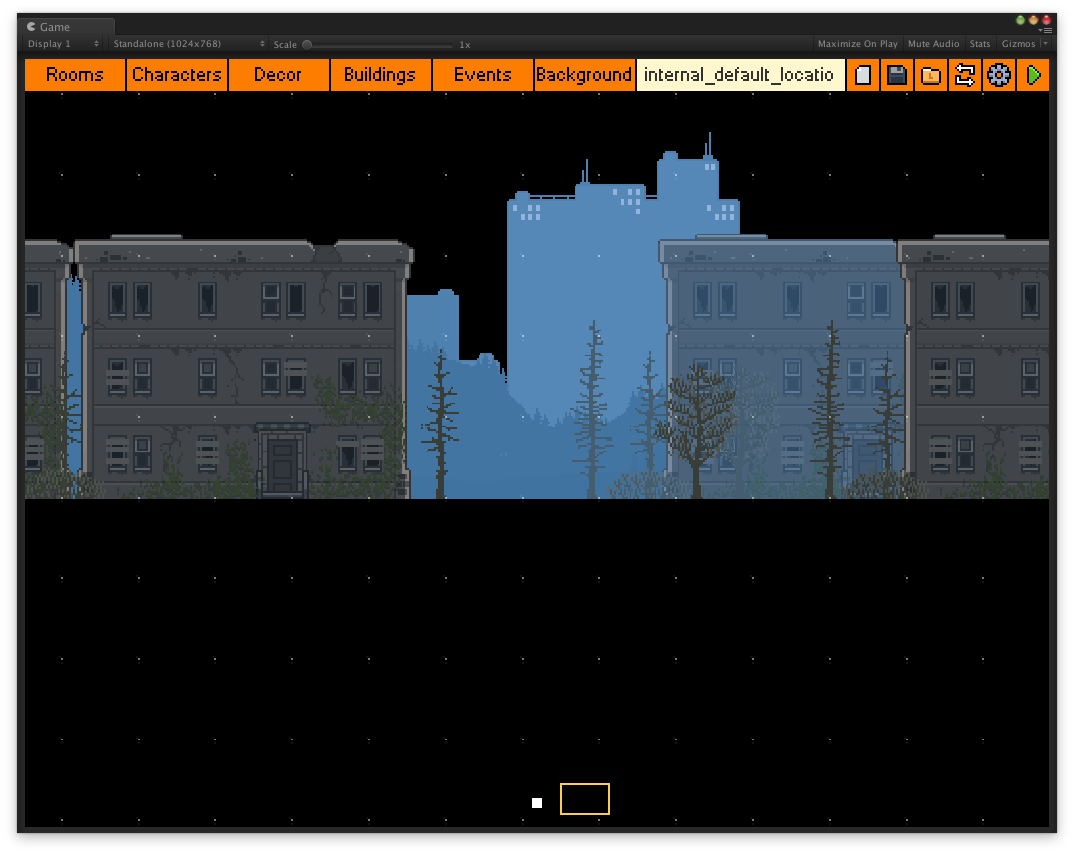 Game
Display 1 Standalone (1024x768) Scale 1x Maximize On Play Mute Audio Stats Gizmos
Rooms Characters Decor Buildings Events Background internal_default_locatio
L